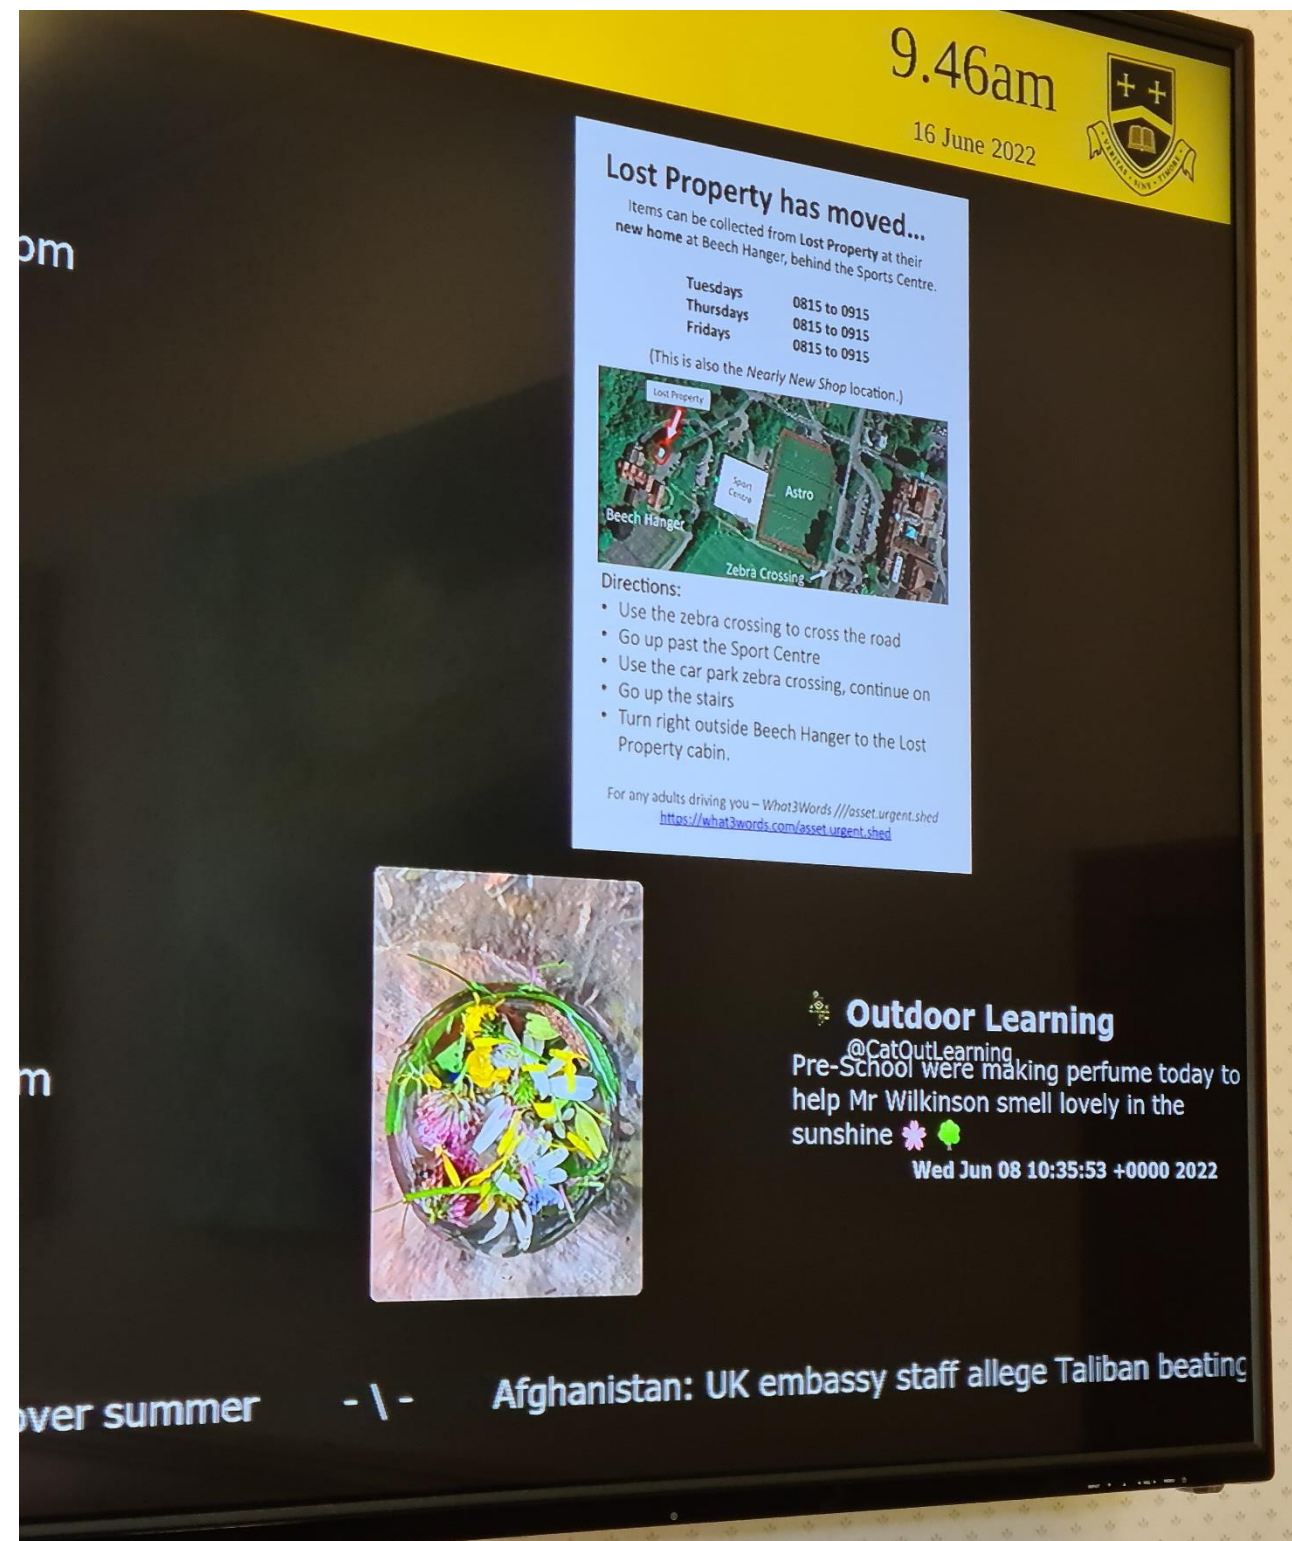 9.46am
16 June 2022
VERITAS · SINE · TIMORE
Lost Property has moved...
Items can be collected from Lost Property at their
new home at Beech Hanger, behind the Sports Centre.
Tuesdays 0815 to 0915
Thursdays 0815 to 0915
Fridays 0815 to 0915
(This is also the Nearly New Shop location.)
Lost Property
Sport
Centre
Astro
Beech Hanger
Zebra Crossing
Directions:
• Use the zebra crossing to cross the road
• Go up past the Sport Centre
• Use the car park zebra crossing, continue on
• Go up the stairs
• Turn right outside Beech Hanger to the Lost
Property cabin.
For any adults driving you – What3Words ///asset.urgent.shed
https://what3words.com/asset.urgent.shed
om
m
Outdoor Learning
@CatOutLearning
Pre-School were making perfume today to
help Mr Wilkinson smell lovely in the
sunshine 🌸 🌳
Wed Jun 08 10:35:53 +0000 2022
over summer - \ - Afghanistan: UK embassy staff allege Taliban beating